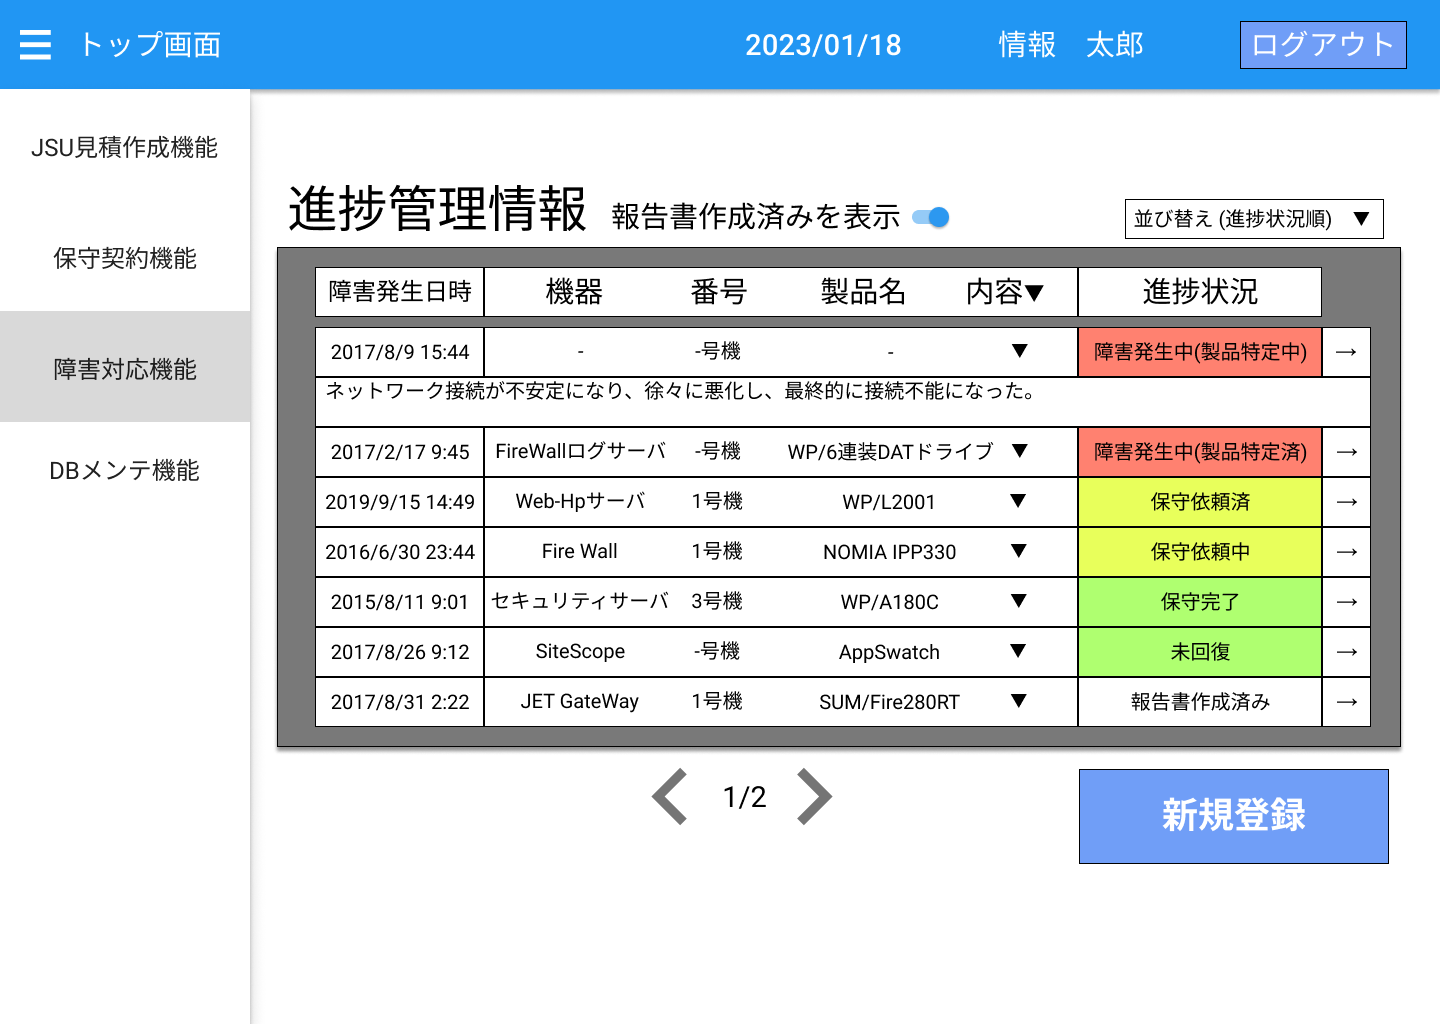 トップ画面 2023/01/18 情報 太郎 ログアウト
JSU見積作成機能
保守契約機能
障害対応機能
DBメンテ機能
進捗管理情報 報告書作成済みを表示 並び替え (進捗状況順) ▼
障害発生日時 機器 番号 製品名 内容▼ 進捗状況
2017/8/9 15:44 - -号機 - ▼ 障害発生中(製品特定中) →
ネットワーク接続が不安定になり、徐々に悪化し、最終的に接続不能になった。
2017/2/17 9:45 FireWallログサーバ -号機 WP/6連装DATドライブ ▼ 障害発生中(製品特定済) →
2019/9/15 14:49 Web-Hpサーバ 1号機 WP/L2001 ▼ 保守依頼済 →
2016/6/30 23:44 Fire Wall 1号機 NOMIA IPP330 ▼ 保守依頼中 →
2015/8/11 9:01 セキュリティサーバ 3号機 WP/A180C ▼ 保守完了 →
2017/8/26 9:12 SiteScope -号機 AppSwatch ▼ 未回復 →
2017/8/31 2:22 JET GateWay 1号機 SUM/Fire280RT ▼ 報告書作成済み →
1/2
新規登録